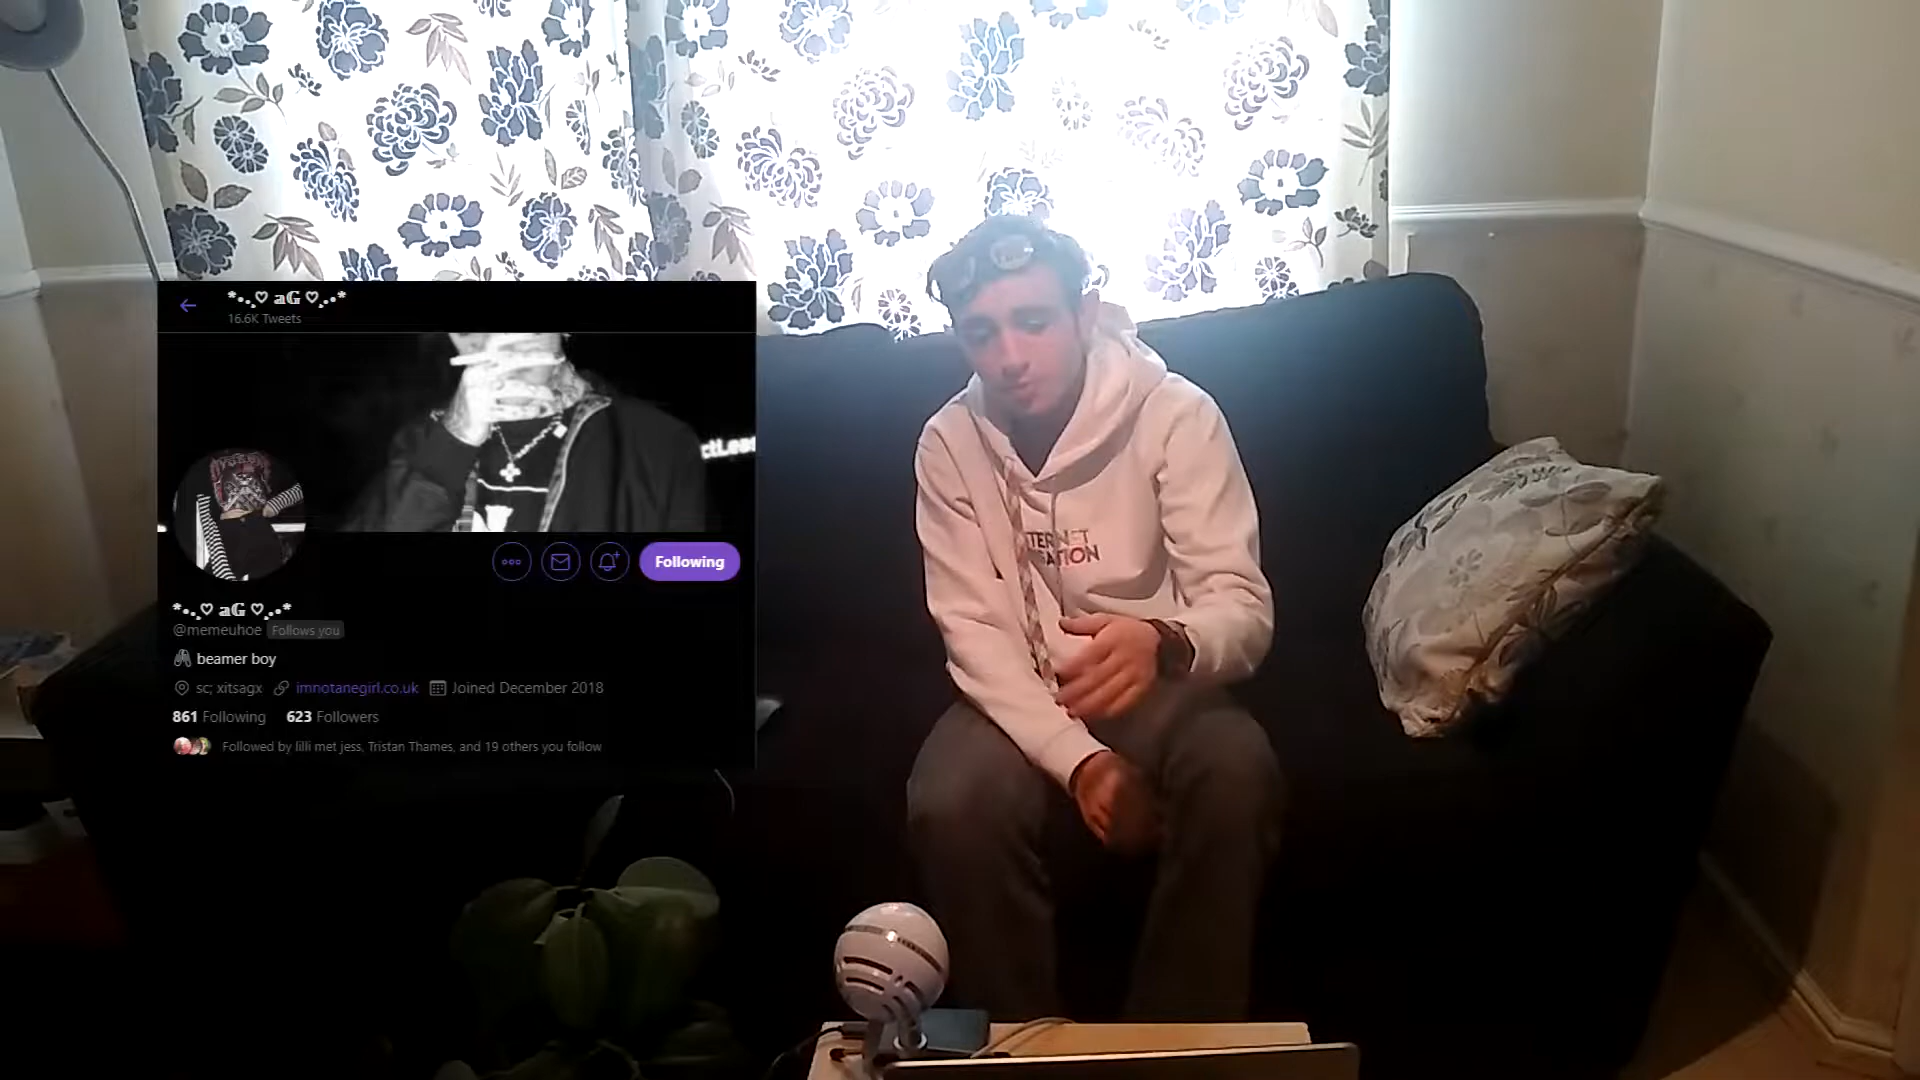 *•.¸♡ 𝐚𝔾 ♡¸.•*
16.6K Tweets
Following
*•.¸♡ 𝐚𝔾 ♡¸.•*
@memeuhoe Follows you
beamer boy
sc; xitsagx imnotanegirl.co.uk Joined December 2018
861 Following 623 Followers
Followed by lilli met jess, Tristan Thames, and 19 others you follow